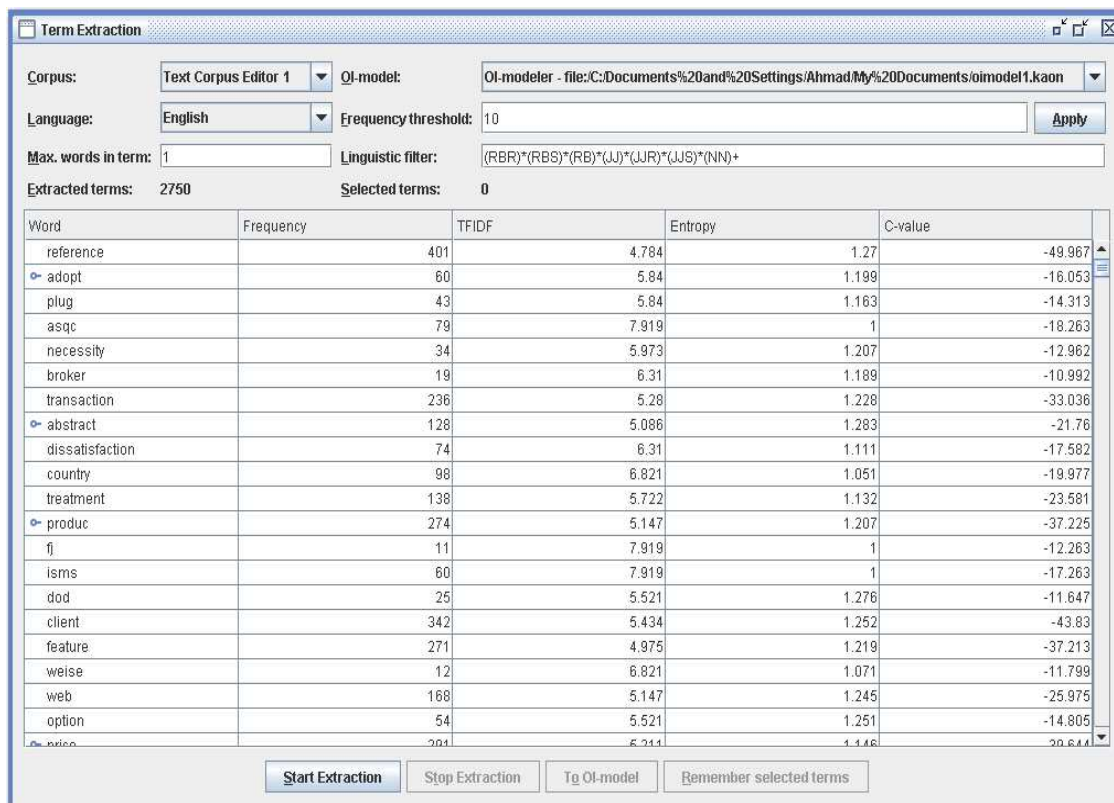 Term Extraction
Corpus: Text Corpus Editor 1 OI-model: OI-modeler - file:/C:/Documents%20and%20Settings/Ahmad/My%20Documents/oimodel1.kaon
Language: English Frequency threshold: 10 Apply
Max. words in term: 1 Linguistic filter: (RBR)*(RBS)*(RB)*(JJ)*(JJR)*(JJS)*(NN)+
Extracted terms: 2750 Selected terms: 0
Word Frequency TFIDF Entropy C-value
reference 401 4.784 1.27 -49.967
adopt 60 5.84 1.199 -16.053
plug 43 5.84 1.163 -14.313
asqc 79 7.919 1 -18.263
necessity 34 5.973 1.207 -12.962
broker 19 6.31 1.189 -10.992
transaction 236 5.28 1.228 -33.036
abstract 128 5.086 1.283 -21.76
dissatisfaction 74 6.31 1.111 -17.582
country 98 6.821 1.051 -19.977
treatment 138 5.722 1.132 -23.581
produc 274 5.147 1.207 -37.225
fj 11 7.919 1 -12.263
isms 60 7.919 1 -17.263
dod 25 5.521 1.276 -11.647
client 342 5.434 1.252 -43.83
feature 271 4.975 1.219 -37.213
weise 12 6.821 1.071 -11.799
web 168 5.147 1.245 -25.975
option 54 5.521 1.251 -14.805
price 291 5.211 1.146 -39.644
Start Extraction Stop Extraction To OI-model Remember selected terms